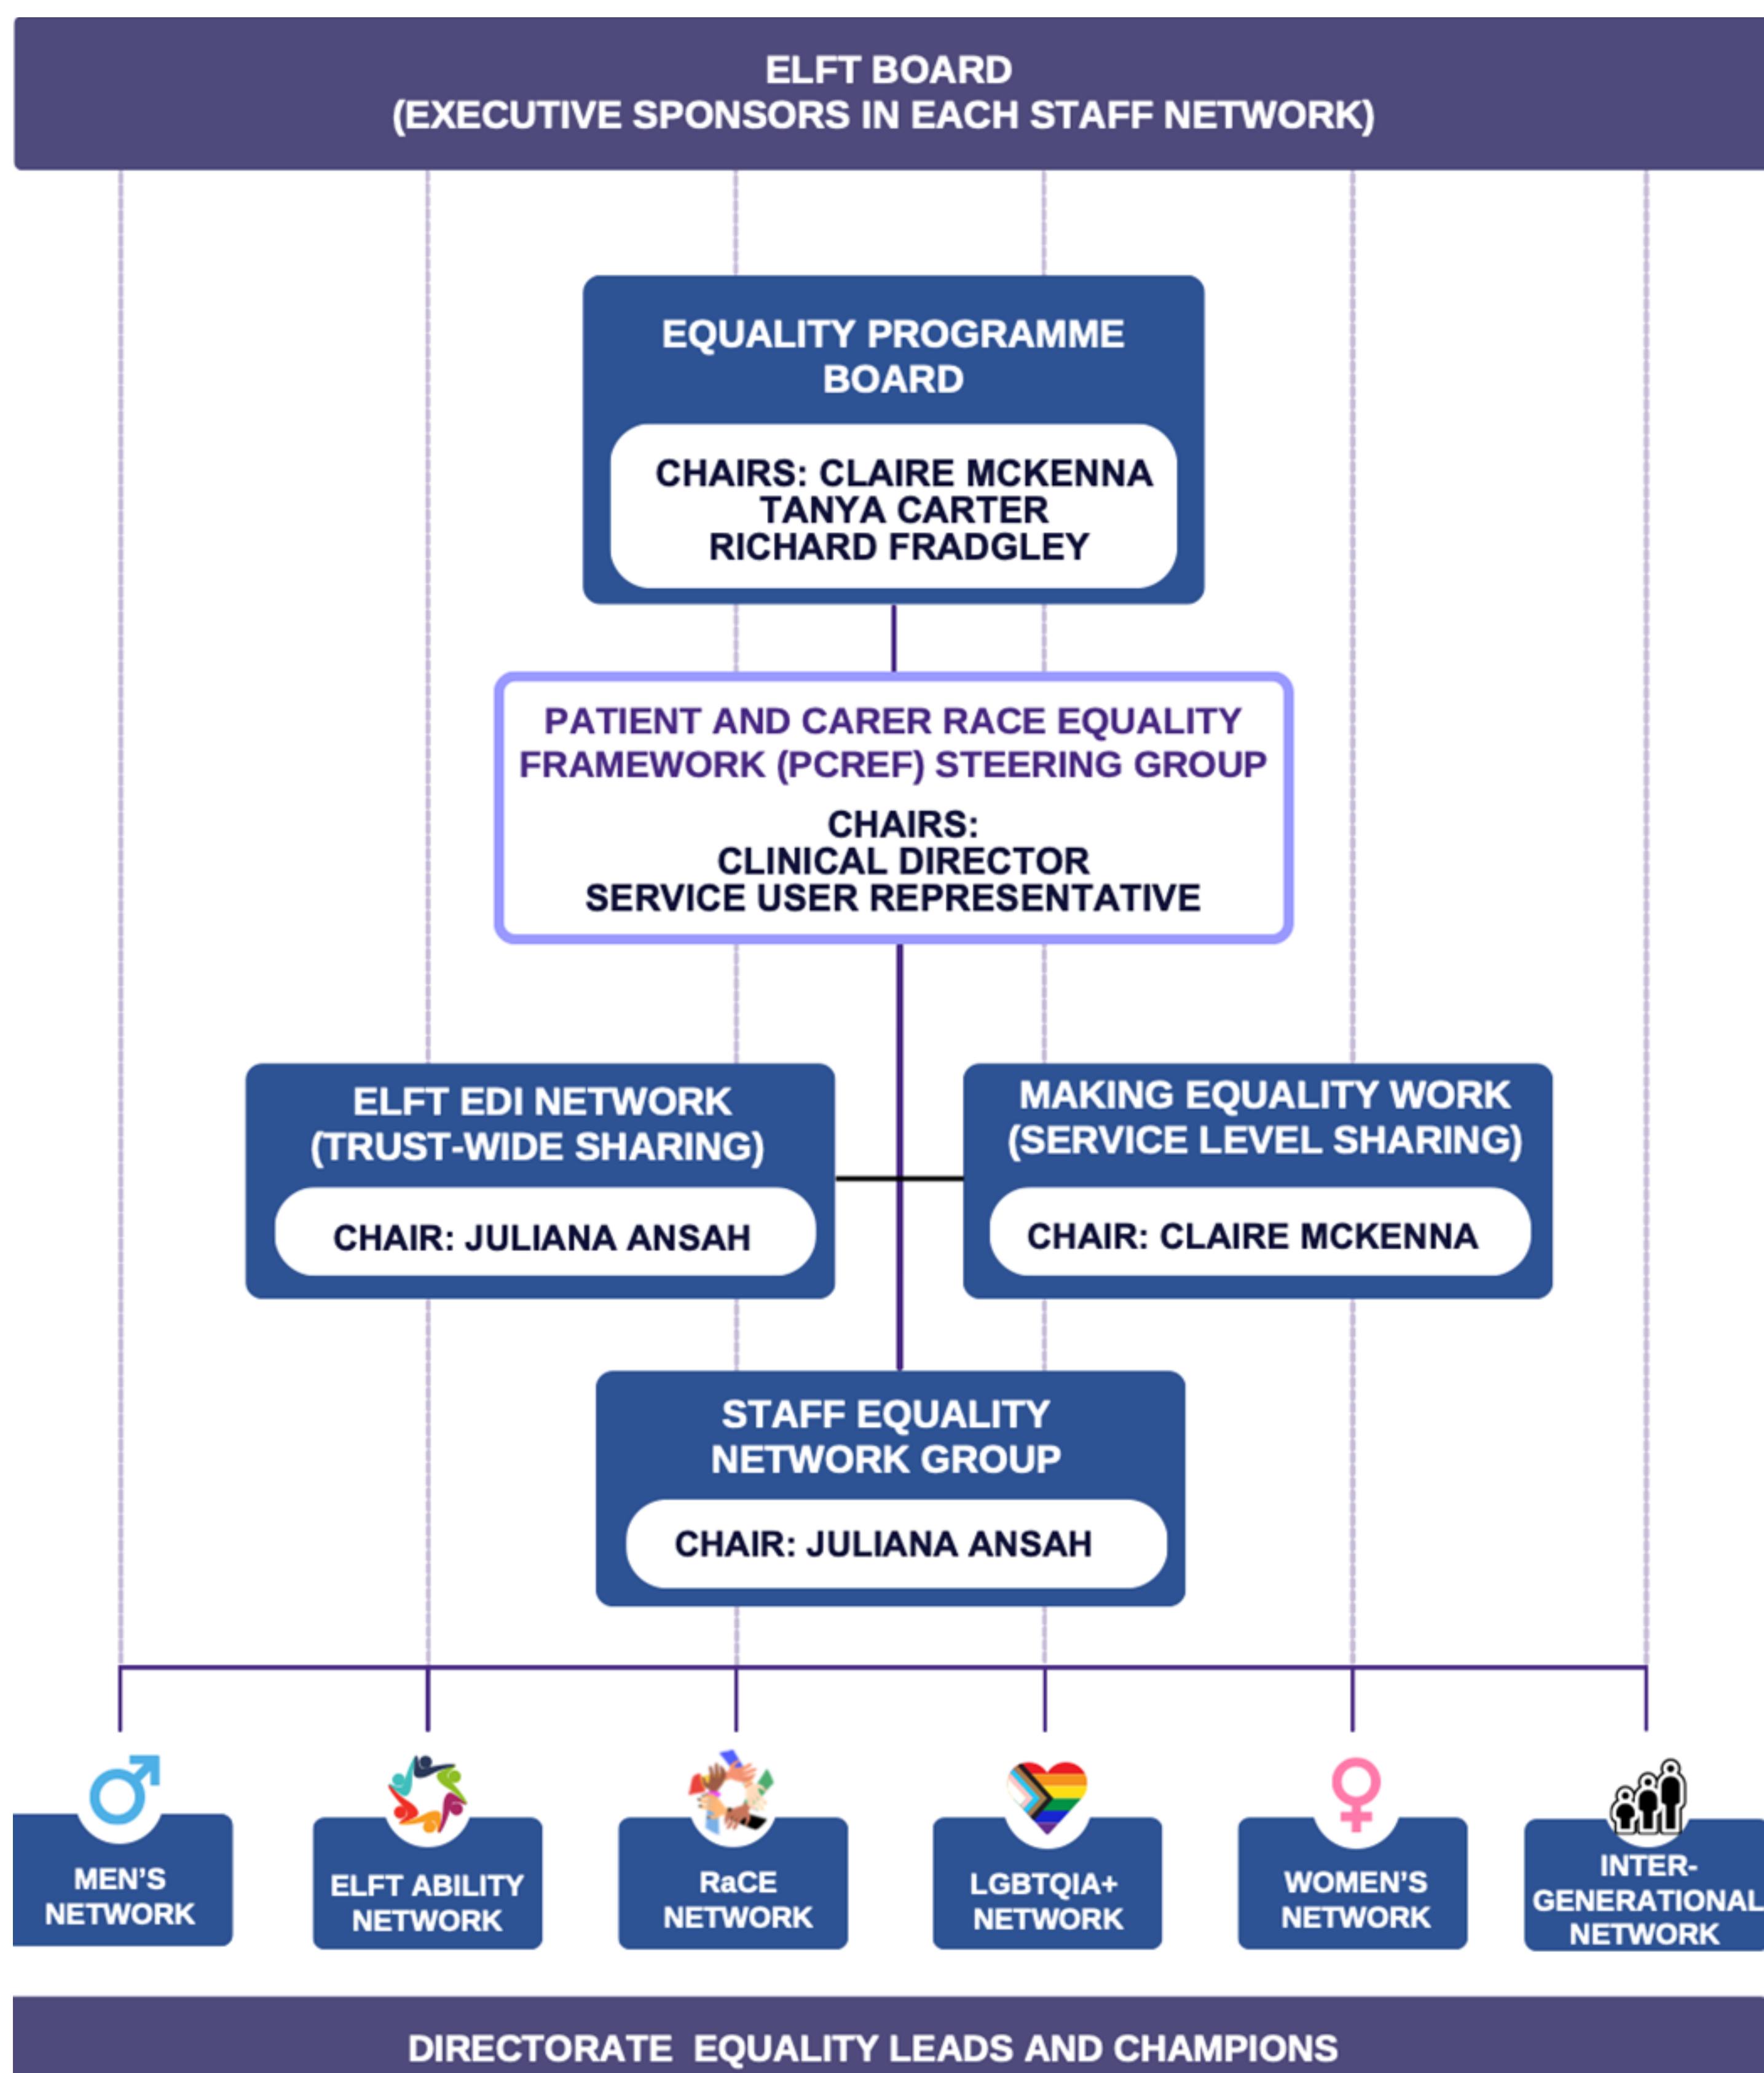 ELFT BOARD
(EXECUTIVE SPONSORS IN EACH STAFF NETWORK)
EQUALITY PROGRAMME
BOARD
CHAIRS: CLAIRE MCKENNA
TANYA CARTER
RICHARD FRADGLEY
PATIENT AND CARER RACE EQUALITY
FRAMEWORK (PCREF) STEERING GROUP
CHAIRS:
CLINICAL DIRECTOR
SERVICE USER REPRESENTATIVE
ELFT EDI NETWORK
(TRUST-WIDE SHARING)
CHAIR: JULIANA ANSAH
MAKING EQUALITY WORK
(SERVICE LEVEL SHARING)
CHAIR: CLAIRE MCKENNA
STAFF EQUALITY
NETWORK GROUP
CHAIR: JULIANA ANSAH
MEN'S
NETWORK
ELFT ABILITY
NETWORK
RaCE
NETWORK
LGBTQIA+
NETWORK
WOMEN'S
NETWORK
INTER-
GENERATIONAL
NETWORK
DIRECTORATE EQUALITY LEADS AND CHAMPIONS